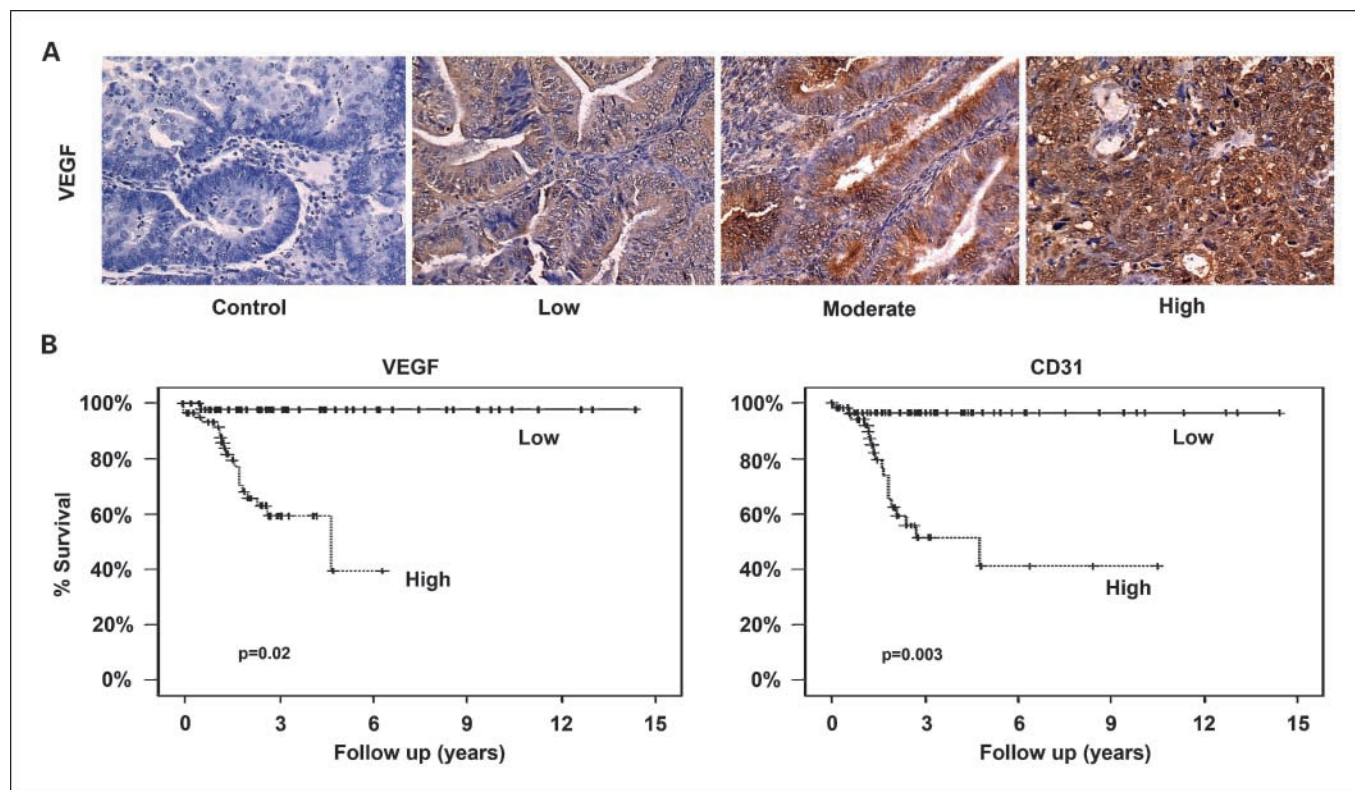 A
VEGF
Control
Low
Moderate
High
B
VEGF
% Survival
100%
80%
60%
40%
20%
0%
Low
High
p=0.02
0 3 6 9 12 15
Follow up (years)
CD31
100%
80%
60%
40%
20%
0%
Low
High
p=0.003
0 3 6 9 12 15
Follow up (years)